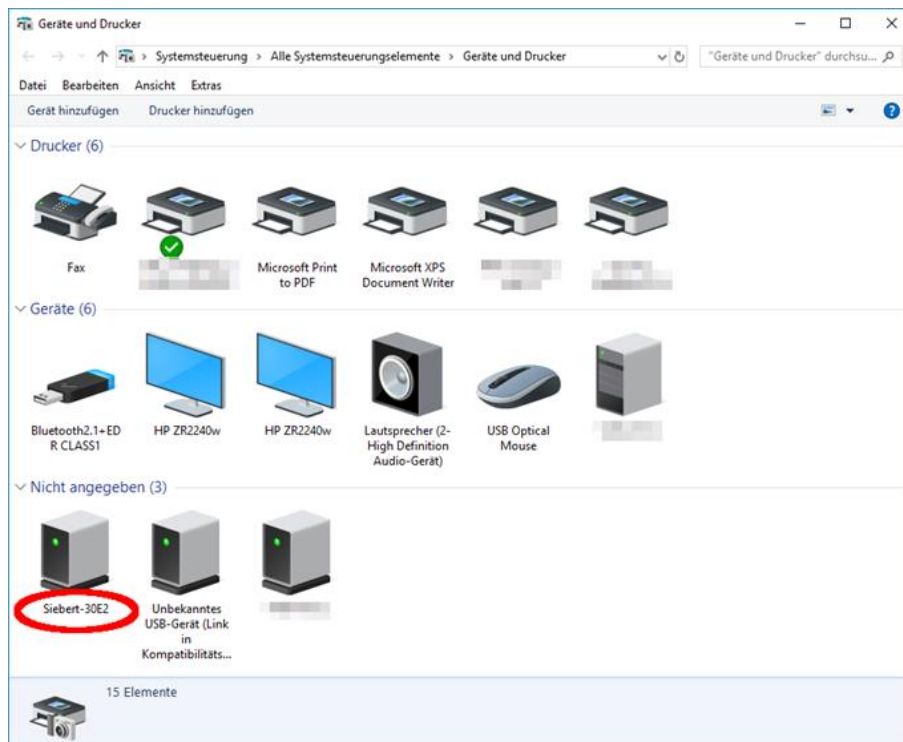 Geräte und Drucker
Systemsteuerung > Alle Systemsteuerungselemente > Geräte und Drucker
"Geräte und Drucker" durchsu...
Datei Bearbeiten Ansicht Extras
Gerät hinzufügen Drucker hinzufügen
Drucker (6)
Fax
Microsoft Print
to PDF
Microsoft XPS
Document Writer
Geräte (6)
Bluetooth2.1+ED
R CLASS1
HP ZR2240w
HP ZR2240w
Lautsprecher (2-
High Definition
Audio-Gerät)
USB Optical
Mouse
Nicht angegeben (3)
Siebert-30E2
Unbekanntes
USB-Gerät (Link
in
Kompatibilitäts...
15 Elemente